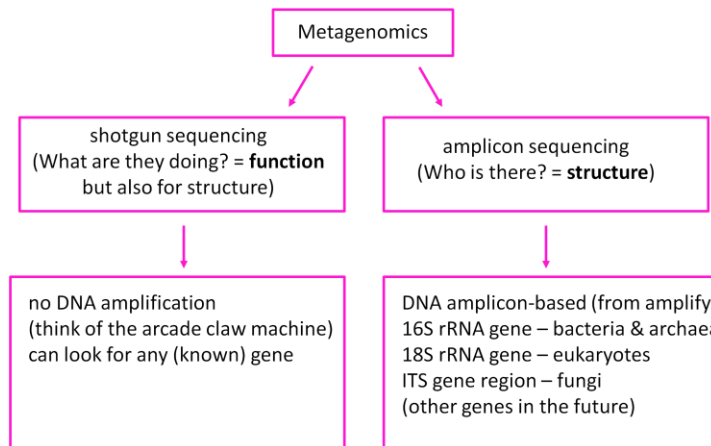 Metagenomics
shotgun sequencing
(What are they doing? = function
but also for structure)
amplicon sequencing
(Who is there? = structure)
no DNA amplification
(think of the arcade claw machine)
can look for any (known) gene
DNA amplicon-based (from amplify
16S rRNA gene – bacteria & archaea
18S rRNA gene – eukaryotes
ITS gene region – fungi
(other genes in the future)